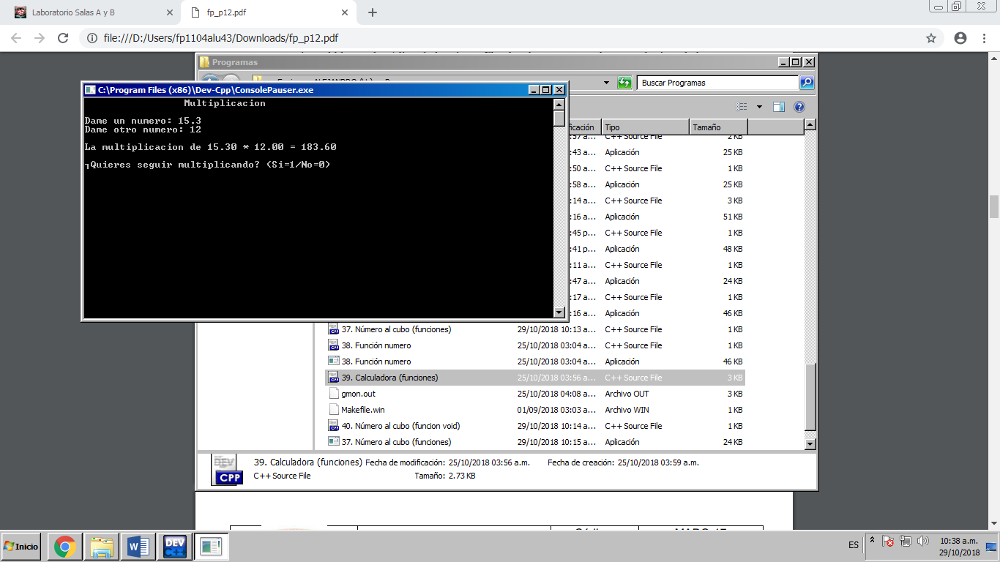 Laboratorio Salas A y B
fp_p12.pdf
file:///D:/Users/fp1104alu43/Downloads/fp_p12.pdf
Programas
Buscar Programas
C:\Program Files (x86)\Dev-Cpp\ConsolePauser.exe
Multiplicacion
Dame un numero: 15.3
Dame otro numero: 12
La multiplicacion de 15.30 * 12.00 = 183.60
┐Quieres seguir multiplicando? (Si=1/No=0)
ficación Tipo Tamaño
:57 a... C++ Source File 2 KB
:43 a... Aplicación 25 KB
:50 a... C++ Source File 1 KB
:58 a... Aplicación 25 KB
:14 a... C++ Source File 3 KB
:16 a... Aplicación 51 KB
:45 p... C++ Source File 1 KB
:41 p... Aplicación 48 KB
:11 a... C++ Source File 1 KB
:47 a... Aplicación 24 KB
:17 a... C++ Source File 1 KB
:16 a... Aplicación 46 KB
37. Número al cubo (funciones) 29/10/2018 10:13 a... C++ Source File 1 KB
38. Función numero 25/10/2018 03:04 a... C++ Source File 1 KB
38. Función numero 25/10/2018 03:04 a... Aplicación 46 KB
39. Calculadora (funciones) 25/10/2018 03:56 a... C++ Source File 3 KB
gmon.out 25/10/2018 04:08 a... Archivo OUT 3 KB
Makefile.win 01/09/2018 03:03 a... Archivo WIN 1 KB
40. Número al cubo (funcion void) 29/10/2018 10:14 a... C++ Source File 1 KB
37. Número al cubo (funciones) 29/10/2018 10:15 a... Aplicación 24 KB
39. Calculadora (funciones) Fecha de modificación: 25/10/2018 03:56 a.m. Fecha de creación: 25/10/2018 03:59 a.m.
C++ Source File Tamaño: 2.73 KB
DEV
CPP
Inicio
DEV
C++
ES
10:38 a.m.
29/10/2018